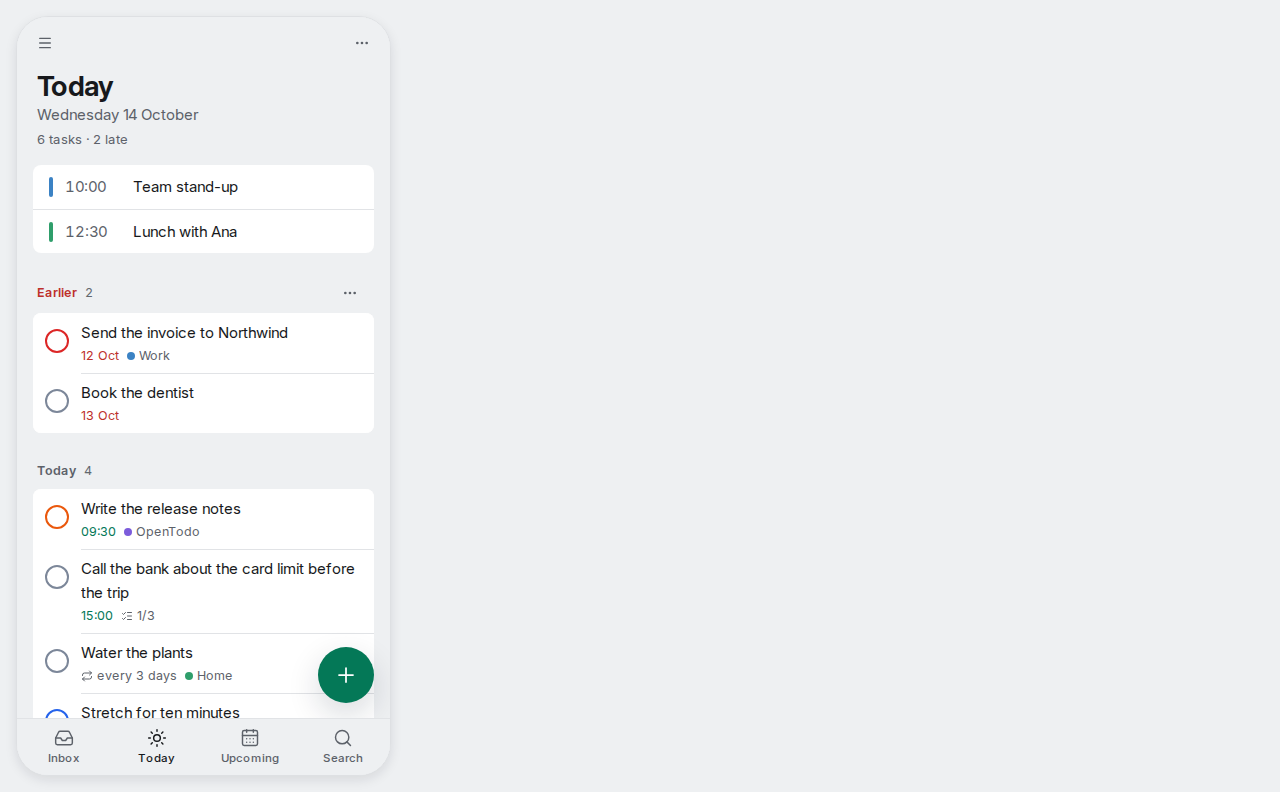 Today
Wednesday 14 October
6 tasks · 2 late
10:00 Team stand-up
12:30 Lunch with Ana
Earlier 2
Send the invoice to Northwind
12 Oct Work
Book the dentist
13 Oct
Today 4
Write the release notes
09:30 OpenTodo
Call the bank about the card limit before
the trip
15:00 1/3
Water the plants
every 3 days Home
Stretch for ten minutes
Inbox Today Upcoming Search